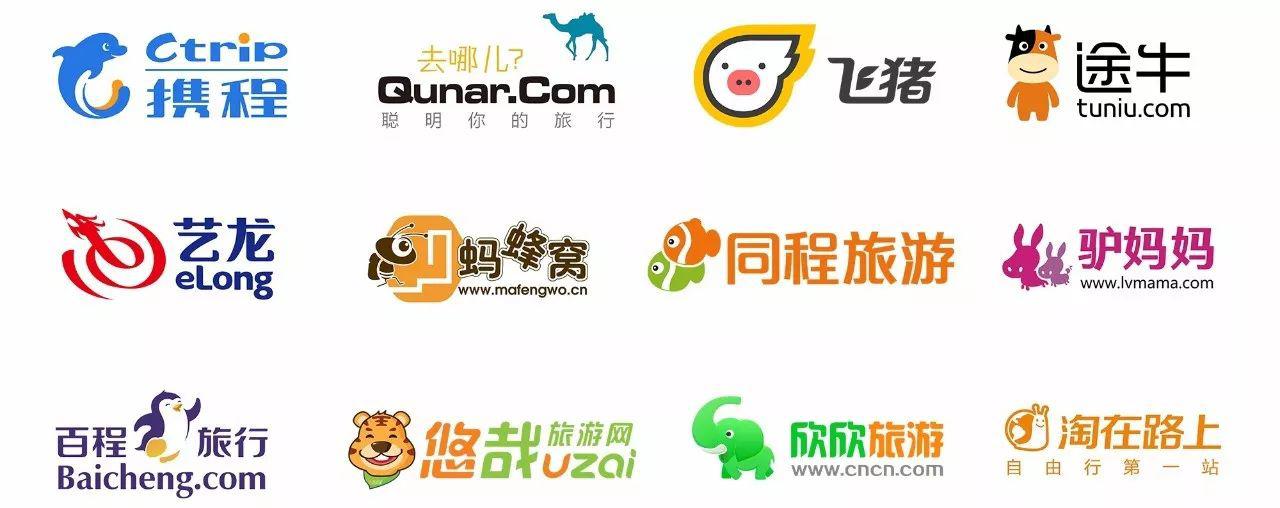 Ctrip
携程
去哪儿?
Qunar.Com
聪明你的旅行
飞猪
途牛
tuniu.com
艺龙
eLong
蚂蜂窝
www.mafengwo.cn
同程旅游
驴妈妈
www.lvmama.com
百程旅行
Baicheng.com
悠哉旅游网
uzai
欣欣旅游
www.cncn.com
淘在路上
自由行第一站